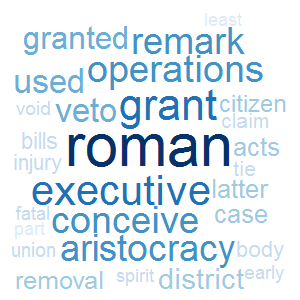 least
granted remark
used operations
void veto grant citizen
claim
bills roman acts
injury tie
executive latter
fatal conceive case
part
union aristocracy body
removal spirit district early